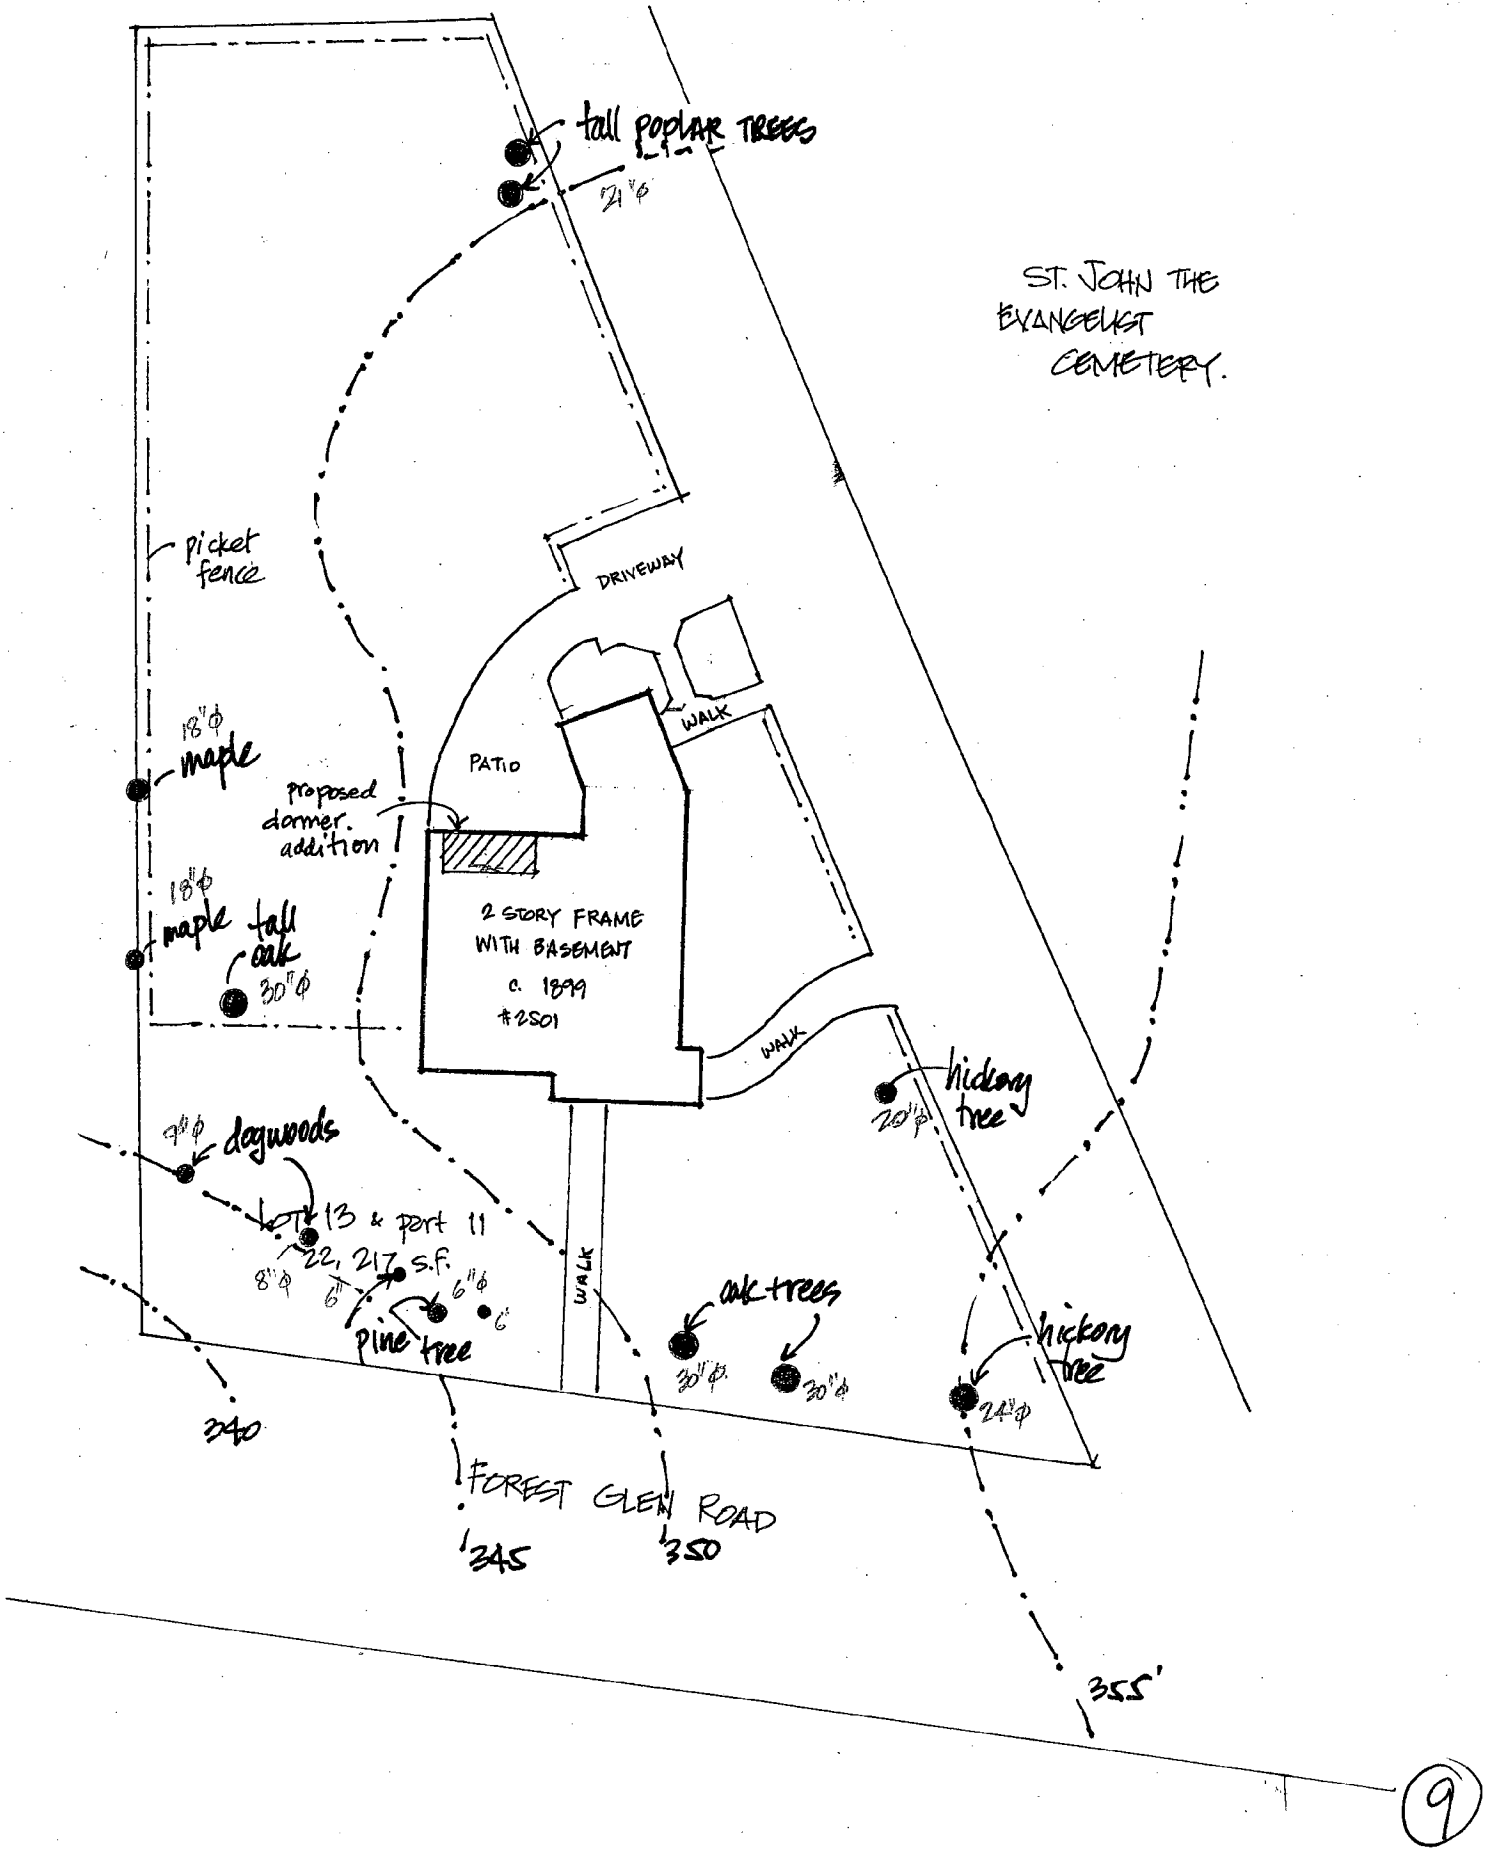 tall POPLAR TREES
21"φ
ST. JOHN THE
EVANGELIST
CEMETERY.
picket
fence
DRIVEWAY
WALK
18"φ
maple
PATIO
proposed
dormer.
addition
18"φ
maple
tall
oak
30"φ
2 STORY FRAME
WITH BASEMENT
c. 1899
#2501
WALK
hickory
tree
20"φ
dogwoods
LOT 13 & part 11
22,217 s.f.
8"φ
6"
6"φ
6"
pine tree
WALK
oak trees
30"φ.
30"φ
hickory
tree
24"φ
340
FOREST GLEN ROAD
'345
'350
355'
9